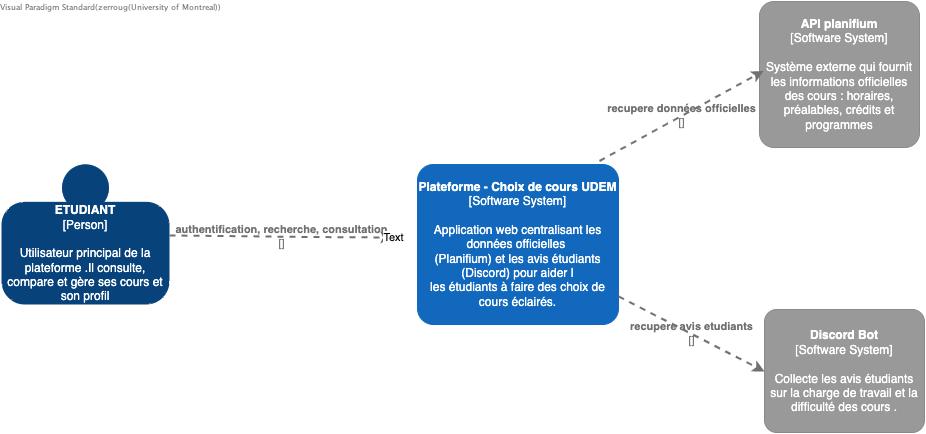 Visual Paradigm Standard(zerroug(University of Montreal))
API planifium
[Software System]
Système externe qui fournit
les informations officielles
des cours : horaires,
préalables, crédits et
programmes
recupere données officielles
[]
ETUDIANT
[Person]
Utilisateur principal de la
plateforme .Il consulte,
compare et gère ses cours et
son profil
authentification, recherche, consultation
[]
Text
Plateforme - Choix de cours UDEM
[Software System]
Application web centralisant les
données officielles
(Planifium) et les avis étudiants
(Discord) pour aider l
les étudiants à faire des choix de
cours éclairés.
recupere avis etudiants
[]
Discord Bot
[Software System]
Collecte les avis étudiants
sur la charge de travail et la
difficulté des cours .